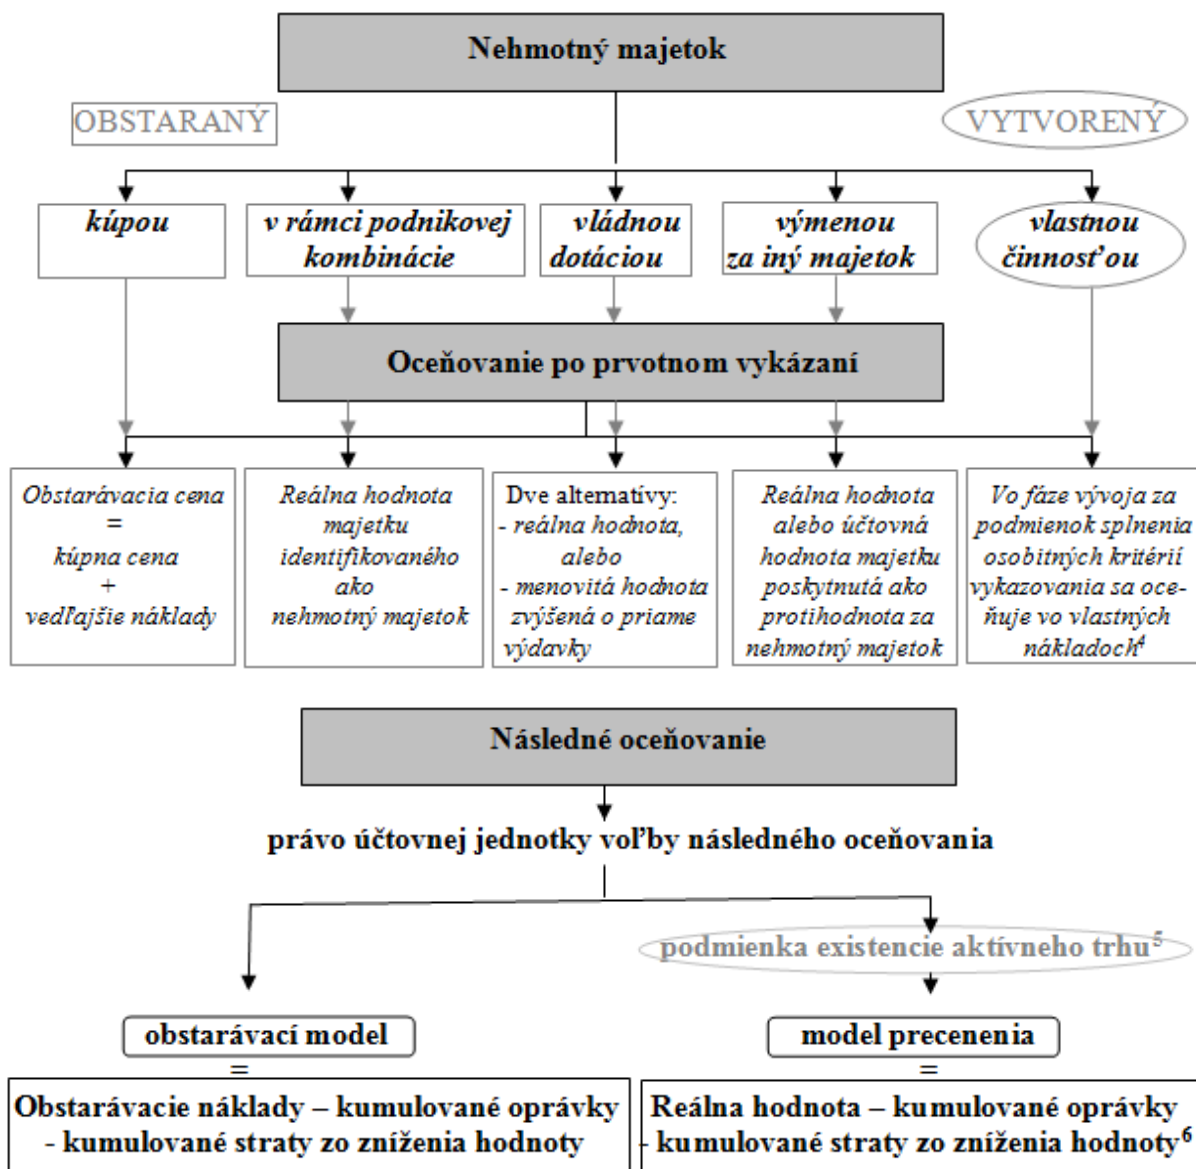 Nehmotný majetok
OBSTARANÝ
VYTVORENÝ
kúpou
v rámci podnikovej
kombinácie
vládnou
dotáciou
výmenou
za iný majetok
vlastnou
činnosťou
Oceňovanie po prvotnom vykázaní
Obstarávacia cena
=
kúpna cena
+
vedľajšie náklady
Reálna hodnota
majetku
identifikovaného
ako
nehmotný majetok
Dve alternatívy:
- reálna hodnota,
alebo
- menovitá hodnota
zvýšená o priame
výdavky
Reálna hodnota
alebo účtovná
hodnota majetku
poskytnutá ako
protihodnota za
nehmotný majetok
Vo fáze vývoja za
podmienok splnenia
osobitných kritérií
vykazovania sa oce-
ňuje vo vlastných
nákladoch⁴
Následné oceňovanie
právo účtovnej jednotky voľby následného oceňovania
podmienka existencie aktívneho trhu⁵
obstarávací model
=
Obstarávacie náklady – kumulované oprávky
- kumulované straty zo zníženia hodnoty
model precenenia
=
Reálna hodnota – kumulované oprávky
- kumulované straty zo zníženia hodnoty⁶